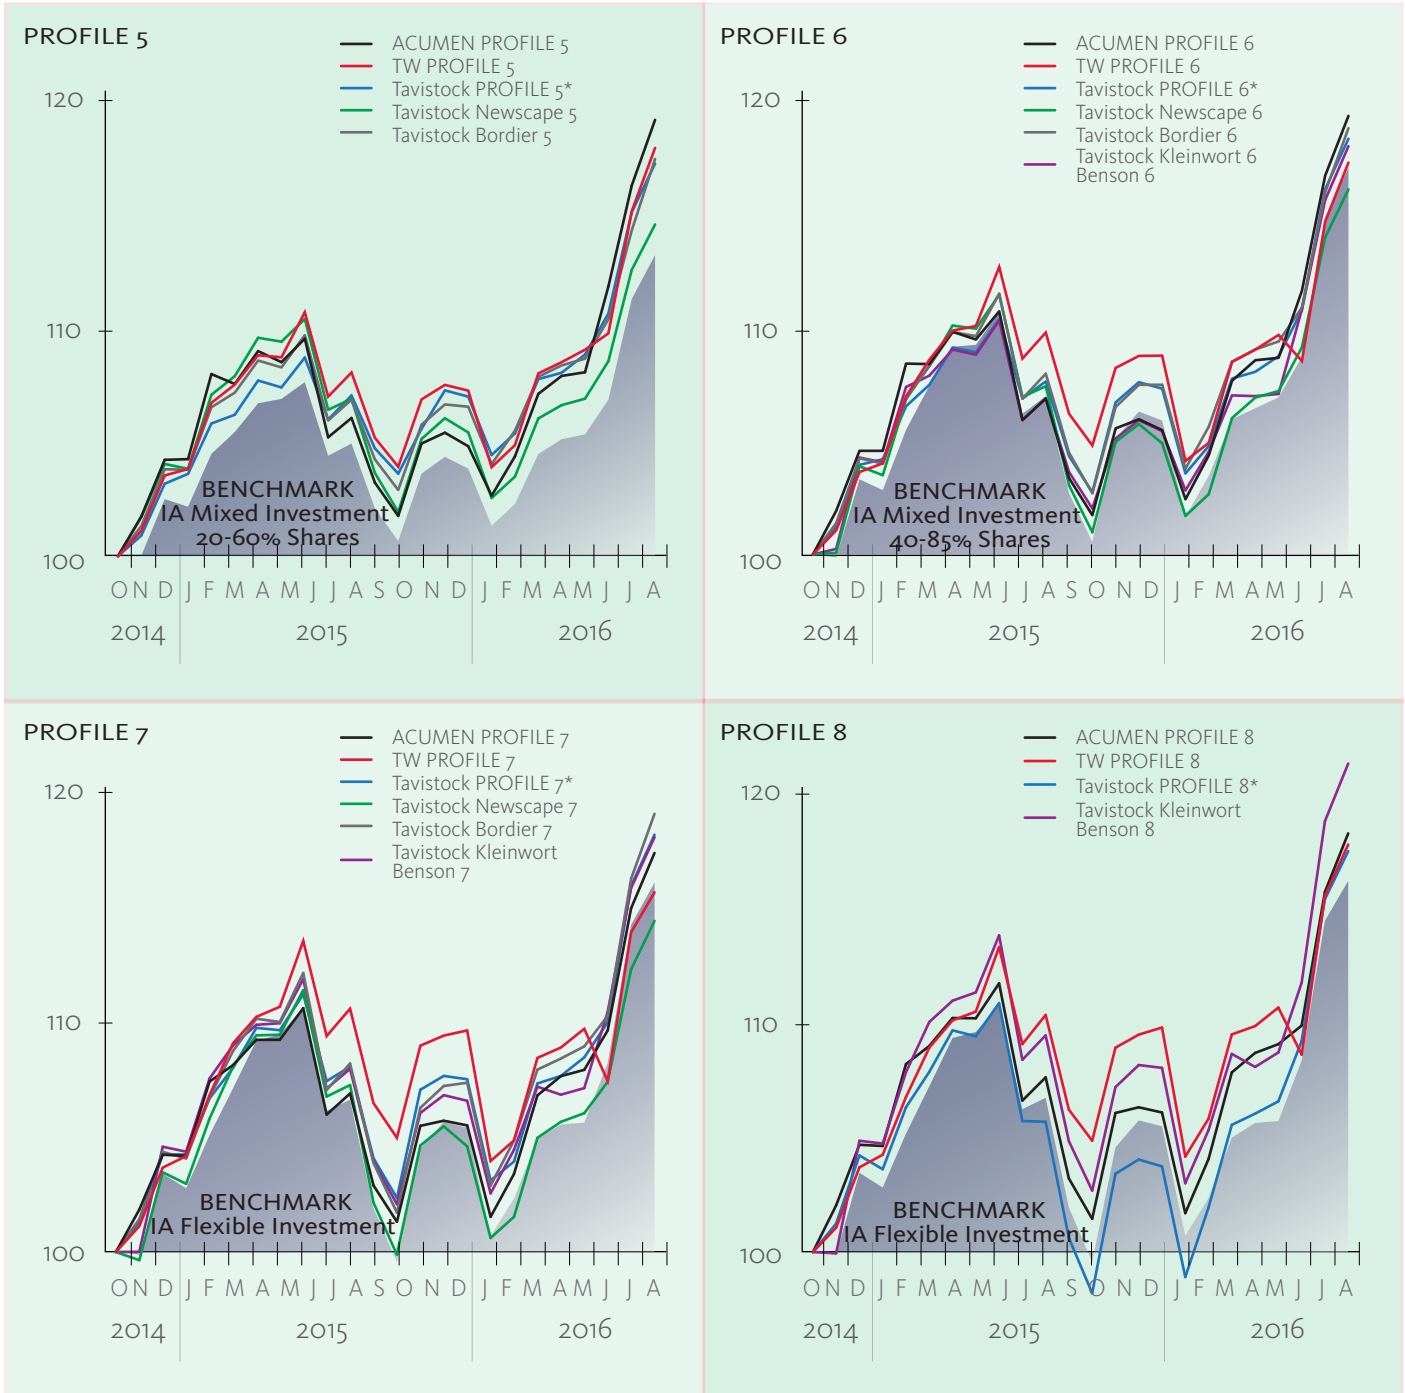 PROFILE 5
ACUMEN PROFILE 5
TW PROFILE 5
Tavistock PROFILE 5*
Tavistock Newscape 5
Tavistock Bordier 5
120
110
100
BENCHMARK
IA Mixed Investment
20-60% Shares
O N D J F M A M J J A S O N D J F M A M J J A
2014 2015 2016
PROFILE 6
ACUMEN PROFILE 6
TW PROFILE 6
Tavistock PROFILE 6*
Tavistock Newscape 6
Tavistock Bordier 6
Tavistock Kleinwort 6
Benson 6
120
110
100
BENCHMARK
IA Mixed Investment
40-85% Shares
O N D J F M A M J J A S O N D J F M A M J J A
2014 2015 2016
PROFILE 7
ACUMEN PROFILE 7
TW PROFILE 7
Tavistock PROFILE 7*
Tavistock Newscape 7
Tavistock Bordier 7
Tavistock Kleinwort
Benson 7
120
110
100
BENCHMARK
IA Flexible Investment
O N D J F M A M J J A S O N D J F M A M J J A
2014 2015 2016
PROFILE 8
ACUMEN PROFILE 8
TW PROFILE 8
Tavistock PROFILE 8*
Tavistock Kleinwort
Benson 8
120
110
100
BENCHMARK
IA Flexible Investment
O N D J F M A M J J A S O N D J F M A M J J A
2014 2015 2016